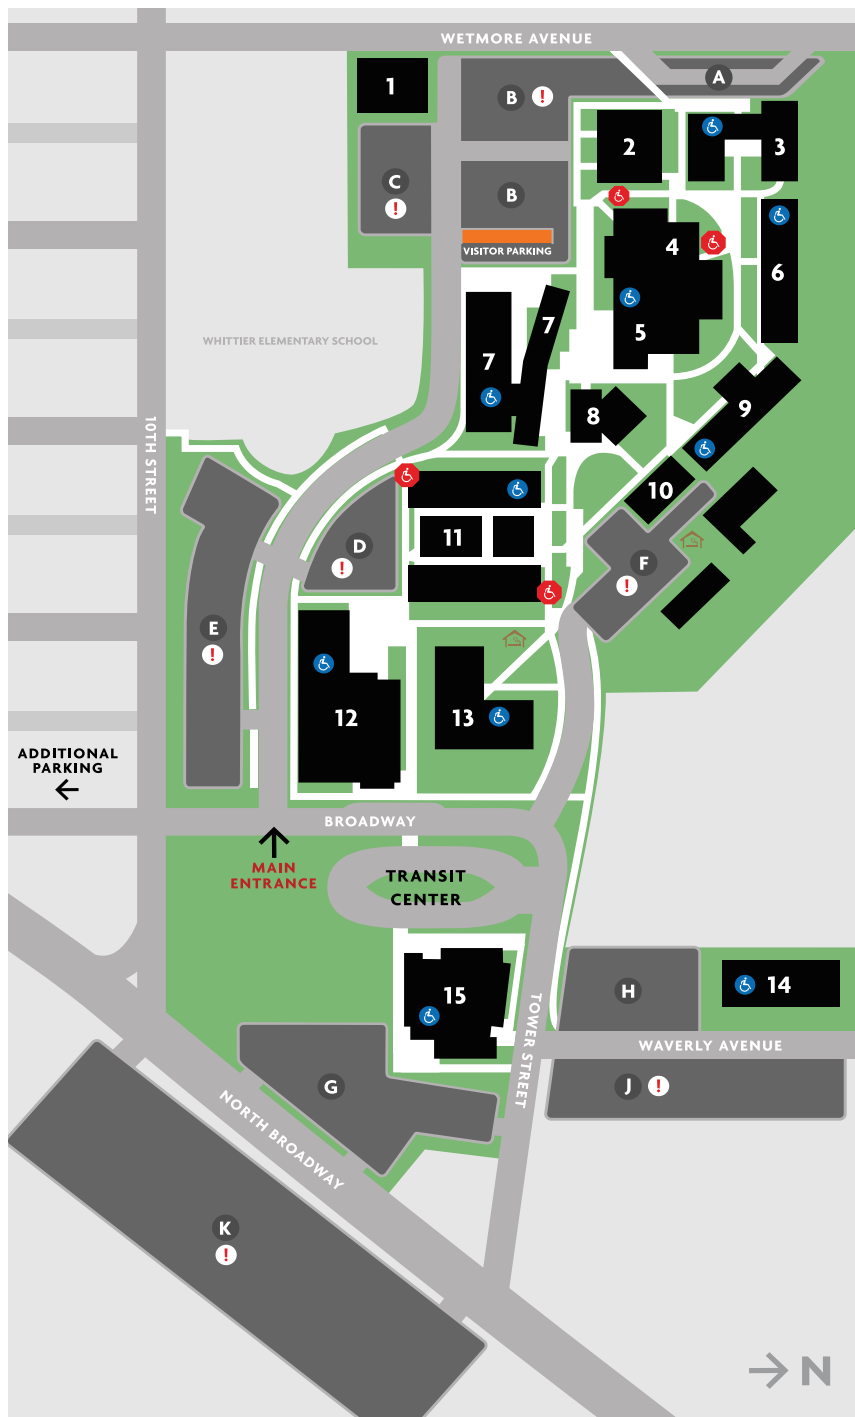 WETMORE AVENUE
A
1
B !
2
3
C
!
B
4
VISITOR PARKING
6
7
5
WHITTIER ELEMENTARY SCHOOL
7
8
9
10TH STREET
10
11
D
!
F
!
E
!
12
13
ADDITIONAL
PARKING
BROADWAY
MAIN
ENTRANCE
TRANSIT
CENTER
15
H
14
TOWER STREET
WAVERLY AVENUE
G
J !
NORTH BROADWAY
K
!
N